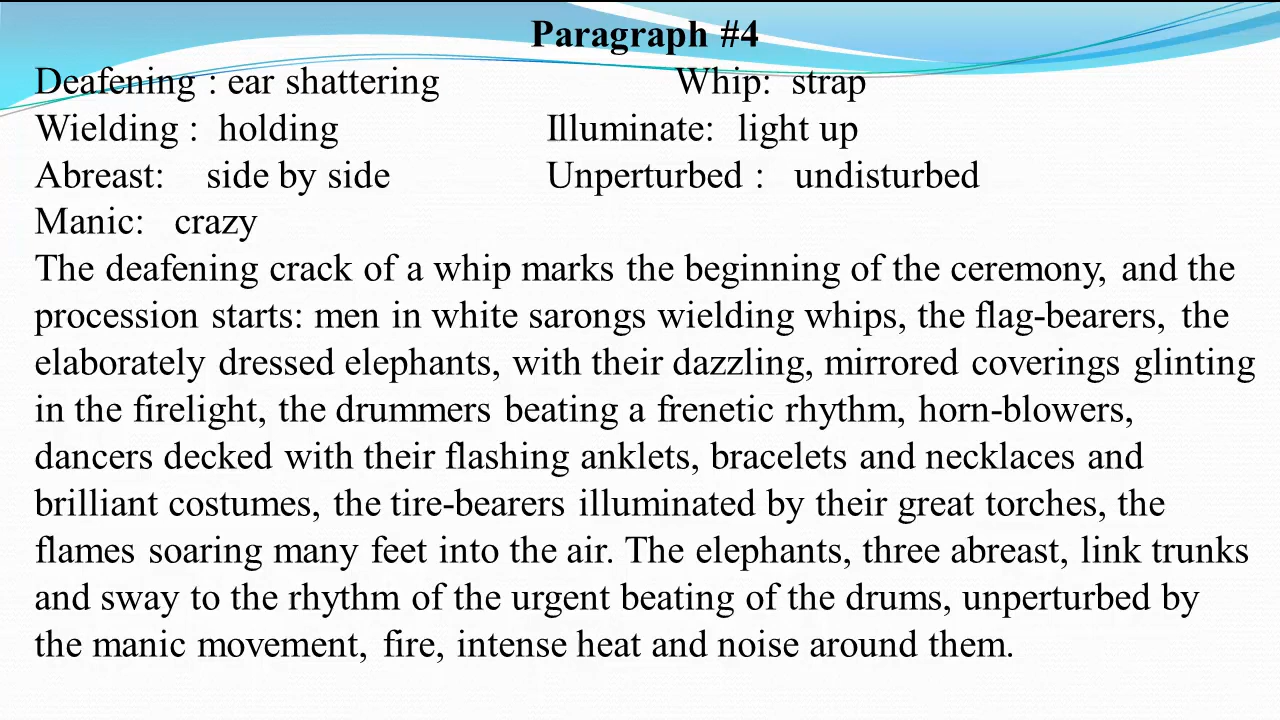 Paragraph #4
Deafening : ear shattering Whip: strap
Wielding : holding Illuminate: light up
Abreast: side by side Unperturbed : undisturbed
Manic: crazy
The deafening crack of a whip marks the beginning of the ceremony, and the
procession starts: men in white sarongs wielding whips, the flag-bearers, the
elaborately dressed elephants, with their dazzling, mirrored coverings glinting
in the firelight, the drummers beating a frenetic rhythm, horn-blowers,
dancers decked with their flashing anklets, bracelets and necklaces and
brilliant costumes, the tire-bearers illuminated by their great torches, the
flames soaring many feet into the air. The elephants, three abreast, link trunks
and sway to the rhythm of the urgent beating of the drums, unperturbed by
the manic movement, fire, intense heat and noise around them.